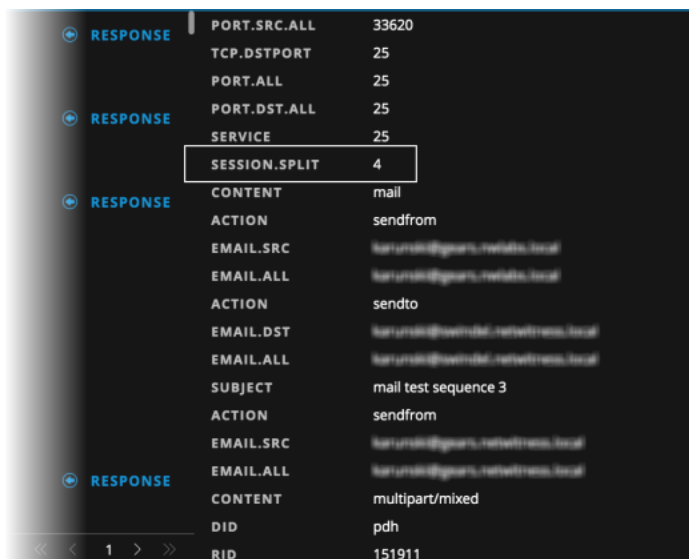 RESPONSE
RESPONSE
RESPONSE
RESPONSE
1
PORT.SRC.ALL 33620
TCP.DSTPORT 25
PORT.ALL 25
PORT.DST.ALL 25
SERVICE 25
SESSION.SPLIT 4
CONTENT mail
ACTION sendfrom
EMAIL.SRC
EMAIL.ALL
ACTION sendto
EMAIL.DST
EMAIL.ALL
SUBJECT mail test sequence 3
ACTION sendfrom
EMAIL.SRC
EMAIL.ALL
CONTENT multipart/mixed
DID pdh
RID 151911